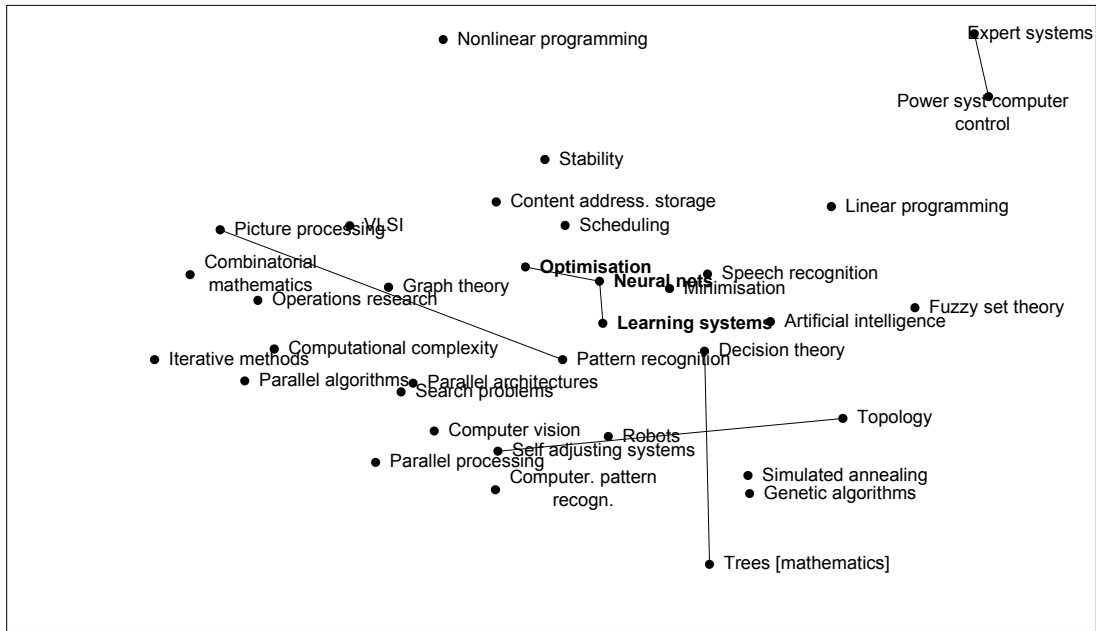 Nonlinear programming
Expert systems
Power syst computer
control
Stability
Content address. storage
Linear programming
Picture processing
VLSI
Scheduling
Combinatorial
mathematics
Optimisation
Speech recognition
Neural nets
Graph theory
Minimisation
Operations research
Fuzzy set theory
Learning systems
Artificial intelligence
Computational complexity
Decision theory
Iterative methods
Pattern recognition
Parallel algorithms
Parallel architectures
Search problems
Topology
Computer vision
Robots
Self adjusting systems
Parallel processing
Simulated annealing
Computer. pattern
recogn.
Genetic algorithms
Trees [mathematics]